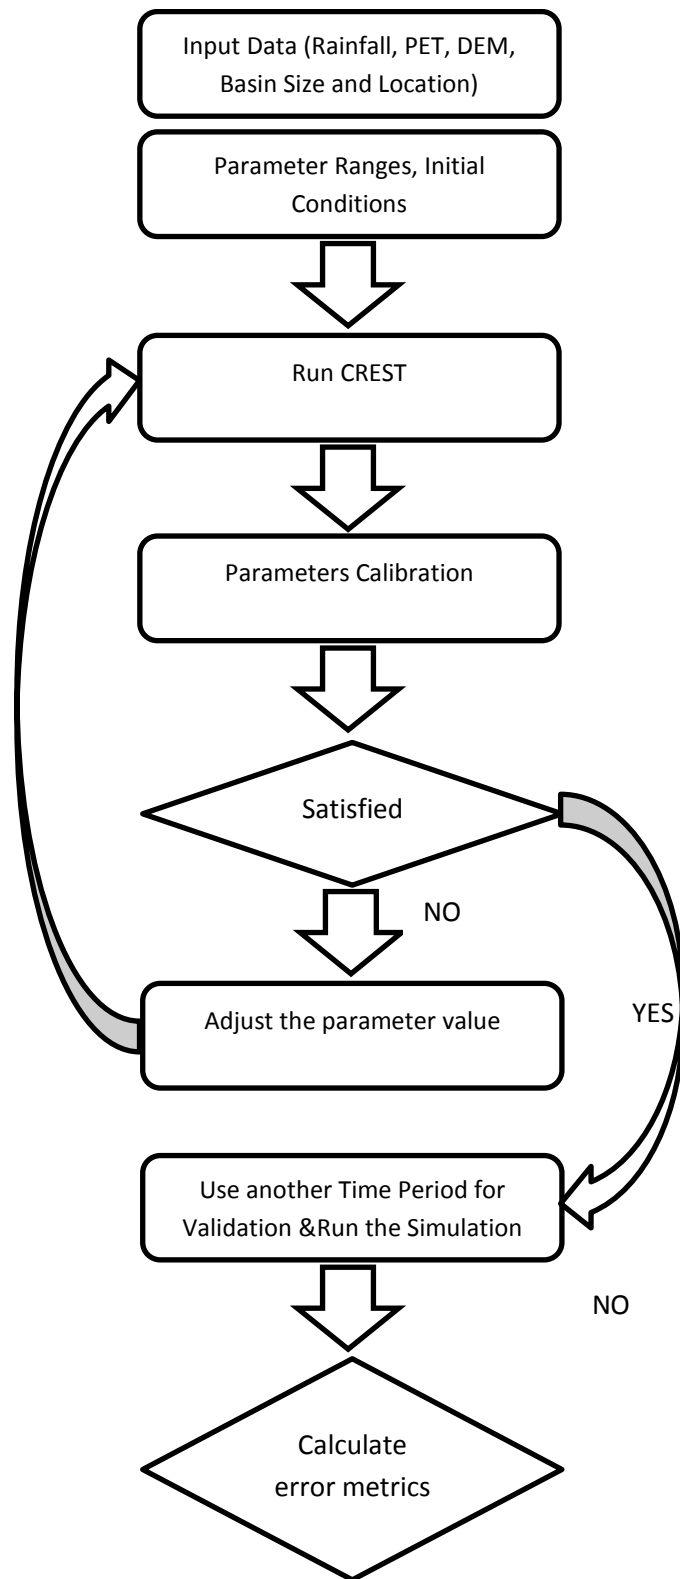 Input Data (Rainfall, PET, DEM,
Basin Size and Location)
Parameter Ranges, Initial
Conditions
Run CREST
Parameters Calibration
Satisfied
NO
Adjust the parameter value
YES
Use another Time Period for
Validation &Run the Simulation
NO
Calculate
error metrics